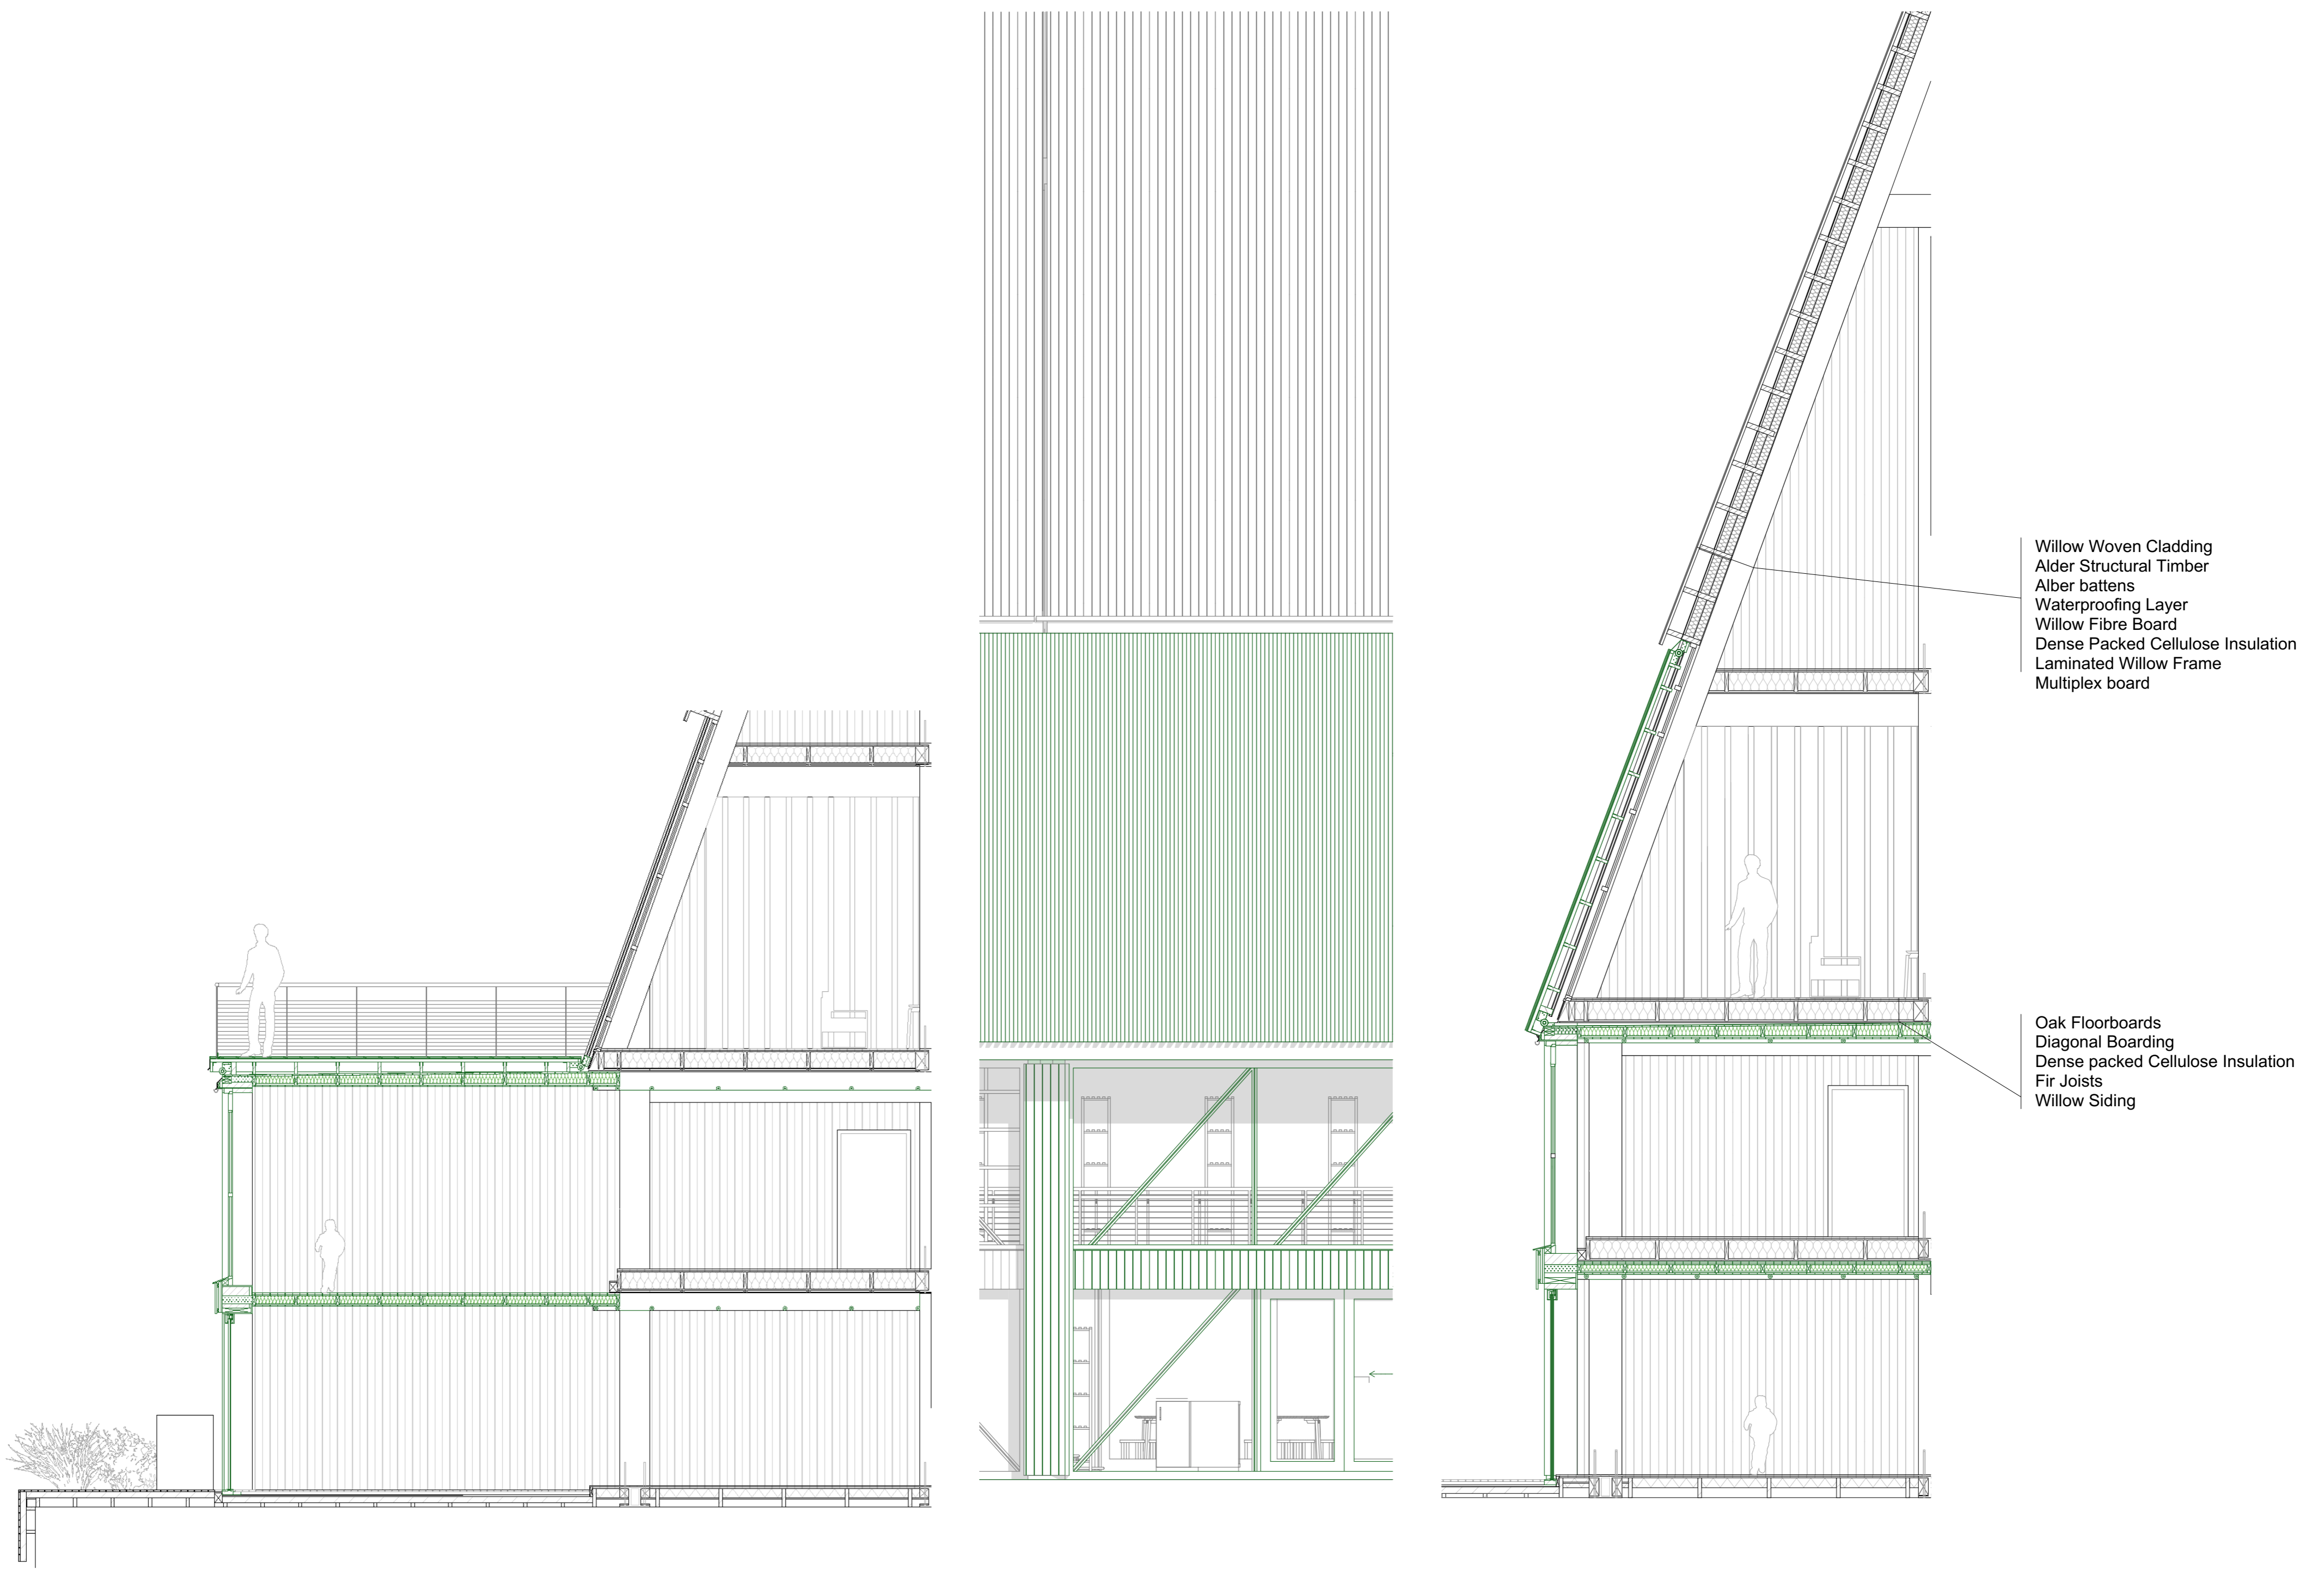 Willow Woven Cladding
Alder Structural Timber
Alber battens
Waterproofing Layer
Willow Fibre Board
Dense Packed Cellulose Insulation
Laminated Willow Frame
Multiplex board
Oak Floorboards
Diagonal Boarding
Dense packed Cellulose Insulation
Fir Joists
Willow Siding